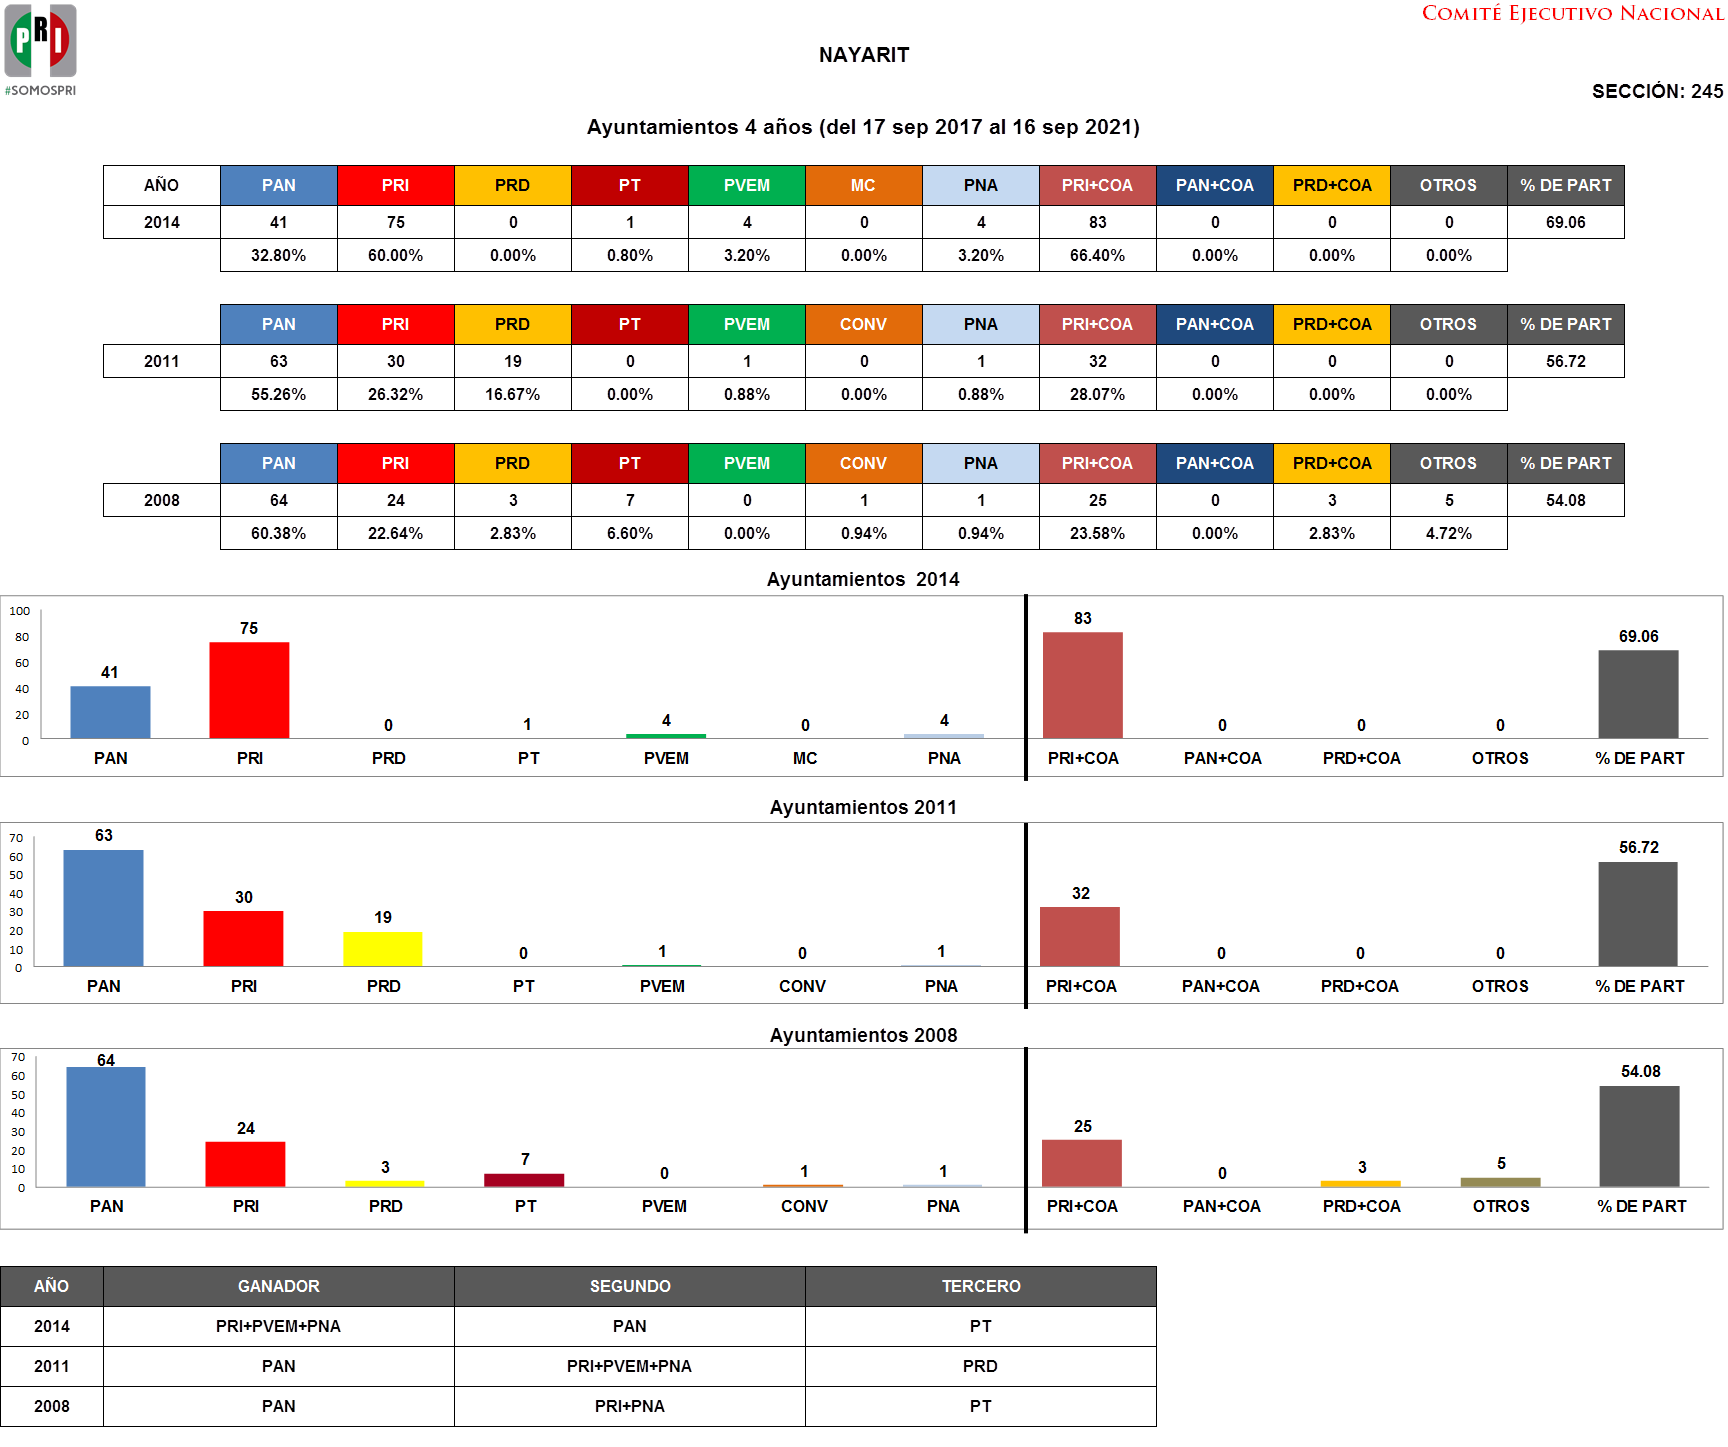 COMITÉ EJECUTIVO NACIONAL
PRI
#SOMOSPRI
NAYARIT
SECCIÓN: 245
Ayuntamientos 4 años (del 17 sep 2017 al 16 sep 2021)
AÑO PAN PRI PRD PT PVEM MC PNA PRI+COA PAN+COA PRD+COA OTROS % DE PART
2014 41 75 0 1 4 0 4 83 0 0 0 69.06
32.80% 60.00% 0.00% 0.80% 3.20% 0.00% 3.20% 66.40% 0.00% 0.00% 0.00%
PAN PRI PRD PT PVEM CONV PNA PRI+COA PAN+COA PRD+COA OTROS % DE PART
2011 63 30 19 0 1 0 1 32 0 0 0 56.72
55.26% 26.32% 16.67% 0.00% 0.88% 0.00% 0.88% 28.07% 0.00% 0.00% 0.00%
PAN PRI PRD PT PVEM CONV PNA PRI+COA PAN+COA PRD+COA OTROS % DE PART
2008 64 24 3 7 0 1 1 25 0 3 5 54.08
60.38% 22.64% 2.83% 6.60% 0.00% 0.94% 0.94% 23.58% 0.00% 2.83% 4.72%
Ayuntamientos 2014
100
80
60
40
20
0
41 75 0 1 4 0 4 83 0 0 0 69.06
PAN PRI PRD PT PVEM MC PNA PRI+COA PAN+COA PRD+COA OTROS % DE PART
Ayuntamientos 2011
70
60
50
40
30
20
10
0
63 30 19 0 1 0 1 32 0 0 0 56.72
PAN PRI PRD PT PVEM CONV PNA PRI+COA PAN+COA PRD+COA OTROS % DE PART
Ayuntamientos 2008
70
60
50
40
30
20
10
0
64 24 3 7 0 1 1 25 0 3 5 54.08
PAN PRI PRD PT PVEM CONV PNA PRI+COA PAN+COA PRD+COA OTROS % DE PART
AÑO GANADOR SEGUNDO TERCERO
2014 PRI+PVEM+PNA PAN PT
2011 PAN PRI+PVEM+PNA PRD
2008 PAN PRI+PNA PT